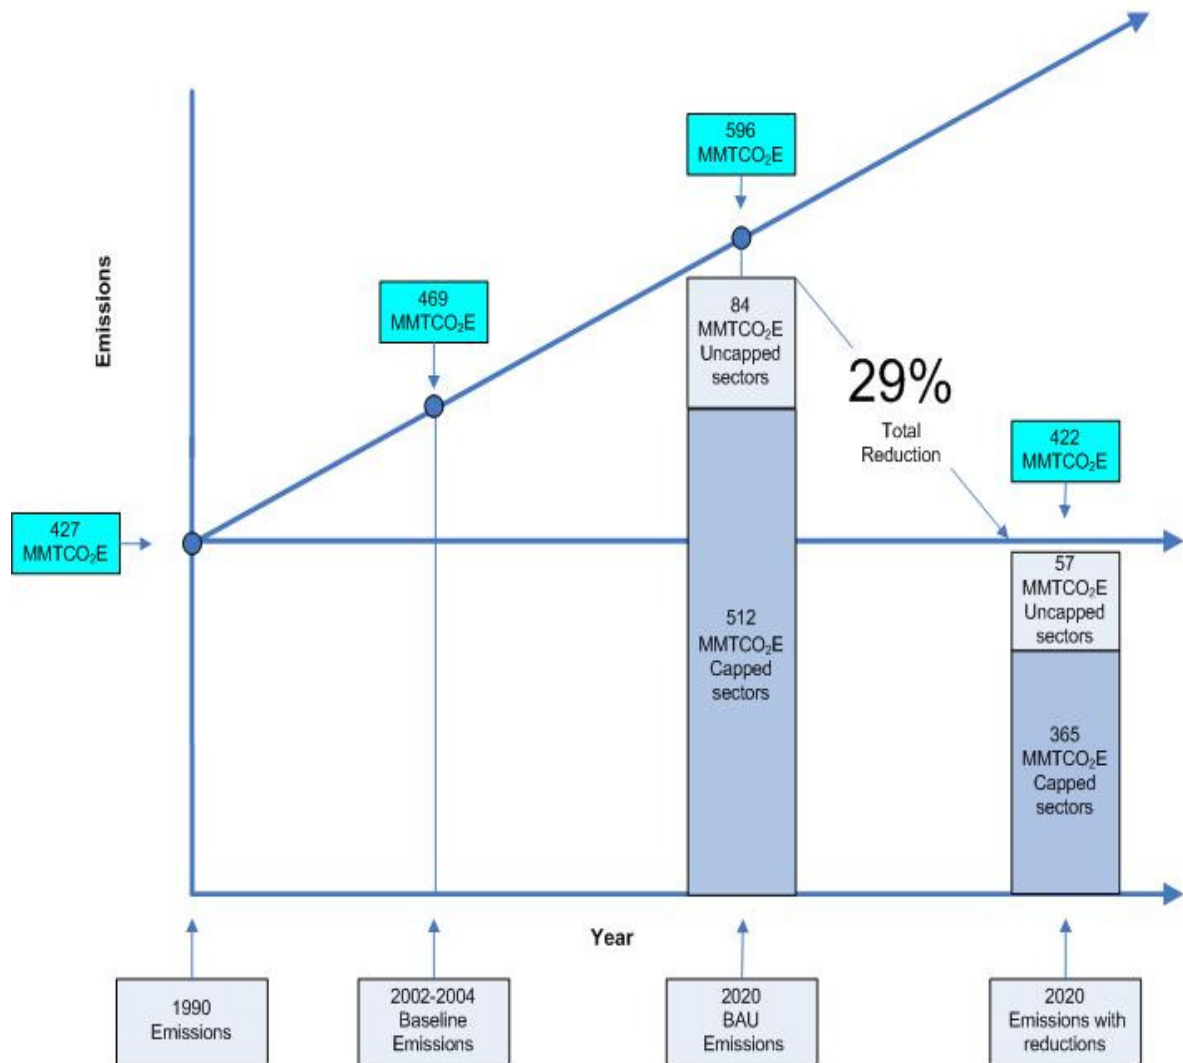 596
MMTCO₂E
Emissions
469
MMTCO₂E
84
MMTCO₂E
Uncapped
sectors
29%
Total
Reduction
422
MMTCO₂E
427
MMTCO₂E
57
MMTCO₂E
Uncapped
sectors
512
MMTCO₂E
Capped
sectors
365
MMTCO₂E
Capped
sectors
Year
1990
Emissions
2002-2004
Baseline
Emissions
2020
BAU
Emissions
2020
Emissions with
reductions